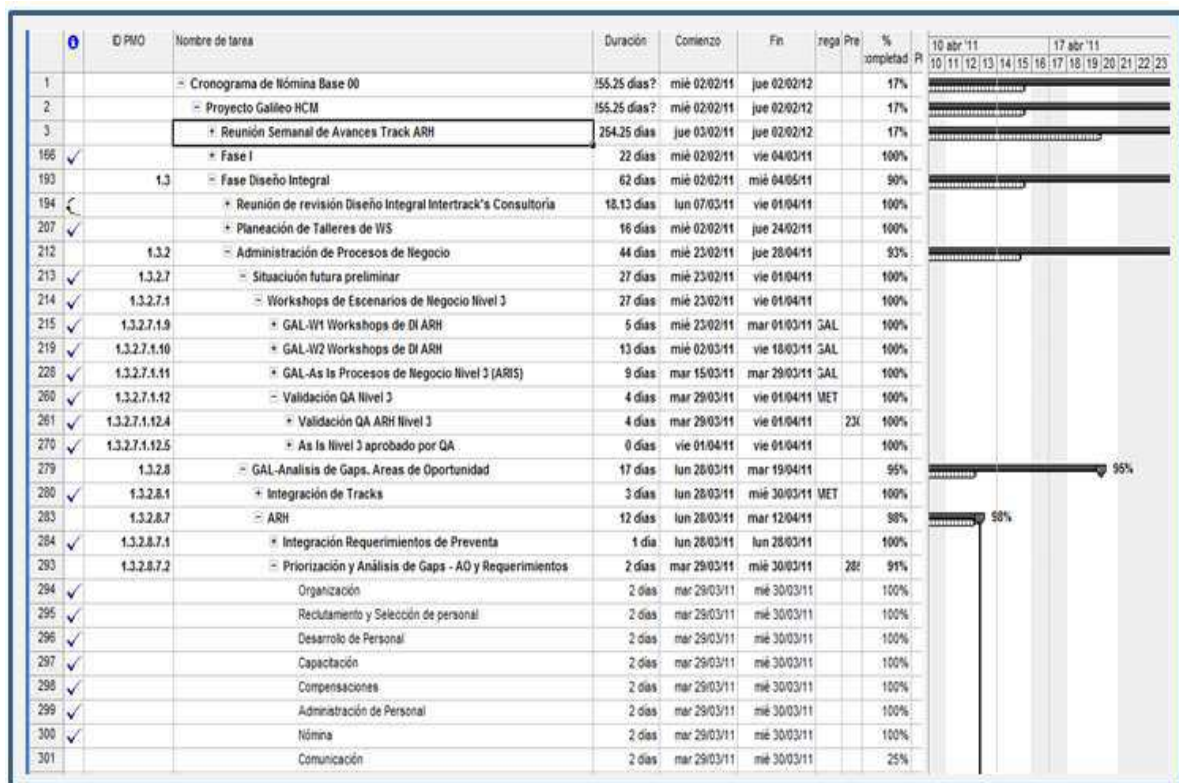 ID PMO Nombre de tarea Duración Comienzo Fin rega Pre % completad 10 abr '11 17 abr '11
10 11 12 13 14 15 16 17 18 19 20 21 22 23
1 Cronograma de Nómina Base 00 255.25 días? mié 02/02/11 jue 02/02/12 17%
2 Proyecto Galileo HCM 255.25 días? mié 02/02/11 jue 02/02/12 17%
3 Reunión Semanal de Avances Track ARH 254.25 días jue 03/02/11 jue 02/02/12 17%
166 Fase I 22 días mié 02/02/11 vie 04/03/11 100%
193 1.3 Fase Diseño Integral 62 días mié 02/02/11 mié 04/05/11 90%
194 Reunión de revisión Diseño Integral Intertrack's Consultoría 18.13 días lun 07/03/11 vie 01/04/11 100%
207 Planeación de Talleres de WS 16 días mié 02/02/11 jue 24/02/11 100%
212 1.3.2 Administración de Procesos de Negocio 44 días mié 23/02/11 jue 28/04/11 93%
213 1.3.2.7 Situaciuón futura preliminar 27 días mié 23/02/11 vie 01/04/11 100%
214 1.3.2.7.1 Workshops de Escenarios de Negocio Nivel 3 27 días mié 23/02/11 vie 01/04/11 100%
215 1.3.2.7.1.9 GAL-W1 Workshops de DI ARH 5 días mié 23/02/11 mar 01/03/11 GAL 100%
219 1.3.2.7.1.10 GAL-W2 Workshops de DI ARH 13 días mié 02/03/11 vie 18/03/11 GAL 100%
228 1.3.2.7.1.11 GAL-As Is Procesos de Negocio Nivel 3 (ARIS) 9 días mar 15/03/11 mar 29/03/11 GAL 100%
260 1.3.2.7.1.12 Validación QA Nivel 3 4 días mar 29/03/11 vie 01/04/11 MET 100%
261 1.3.2.7.1.12.4 Validación QA ARH Nivel 3 4 días mar 29/03/11 vie 01/04/11 100%
270 1.3.2.7.1.12.5 As Is Nivel 3 aprobado por QA 0 días vie 01/04/11 vie 01/04/11 100%
279 1.3.2.8 GAL-Analisis de Gaps. Areas de Oportunidad 17 días lun 28/03/11 mar 19/04/11 95% 95%
280 1.3.2.8.1 Integración de Tracks 3 días lun 28/03/11 mié 30/03/11 MET 100%
283 1.3.2.8.7 ARH 12 días lun 28/03/11 mar 12/04/11 98% 98%
284 1.3.2.8.7.1 Integración Requerimientos de Preventa 1 día lun 28/03/11 lun 28/03/11 100%
293 1.3.2.8.7.2 Priorización y Análisis de Gaps - AO y Requerimientos 2 días mar 29/03/11 mié 30/03/11 91%
294 Organización 2 días mar 29/03/11 mié 30/03/11 100%
295 Reclutamiento y Selección de personal 2 días mar 29/03/11 mié 30/03/11 100%
296 Desarrollo de Personal 2 días mar 29/03/11 mié 30/03/11 100%
297 Capacitación 2 días mar 29/03/11 mié 30/03/11 100%
298 Compensaciones 2 días mar 29/03/11 mié 30/03/11 100%
299 Administración de Personal 2 días mar 29/03/11 mié 30/03/11 100%
300 Nómina 2 días mar 29/03/11 mié 30/03/11 100%
301 Comunicación 2 días mar 29/03/11 mié 30/03/11 25%